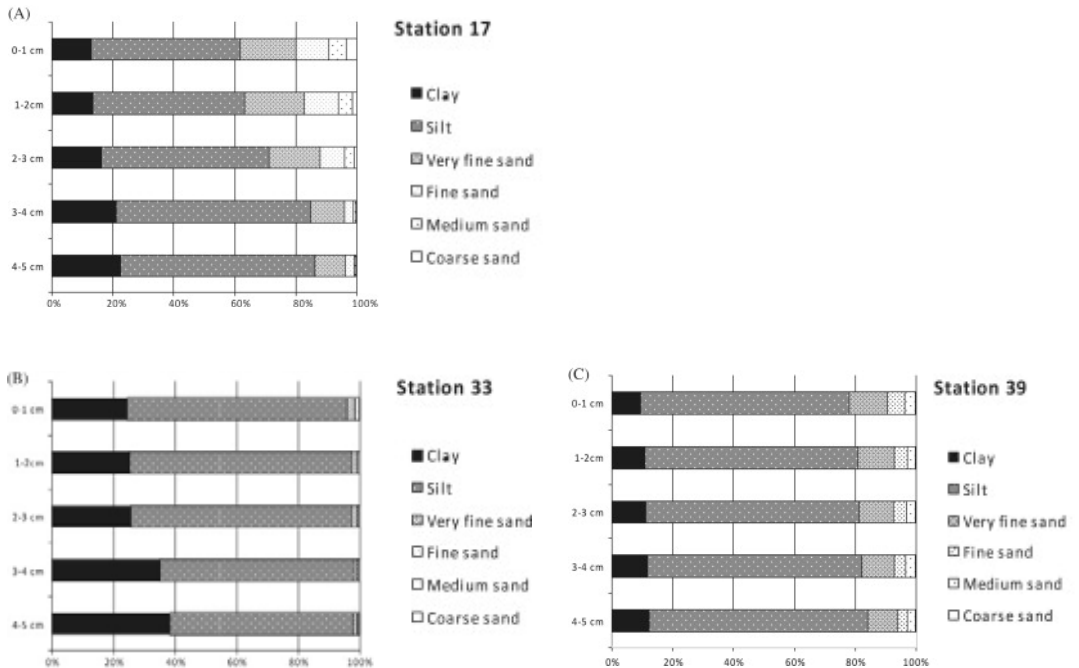 (A)
Station 17
0-1 cm
1-2cm
2-3 cm
3-4 cm
4-5 cm
0% 20% 40% 60% 80% 100%
Clay
Silt
Very fine sand
Fine sand
Medium sand
Coarse sand
(B)
Station 33
0-1 cm
1-2cm
2-3 cm
3-4 cm
4-5 cm
0% 20% 40% 60% 80% 100%
Clay
Silt
Very fine sand
Fine sand
Medium sand
Coarse sand
(C)
Station 39
0-1 cm
1-2cm
2-3 cm
3-4 cm
4-5 cm
0% 20% 40% 60% 80% 100%
Clay
Silt
Very fine sand
Fine sand
Medium sand
Coarse sand